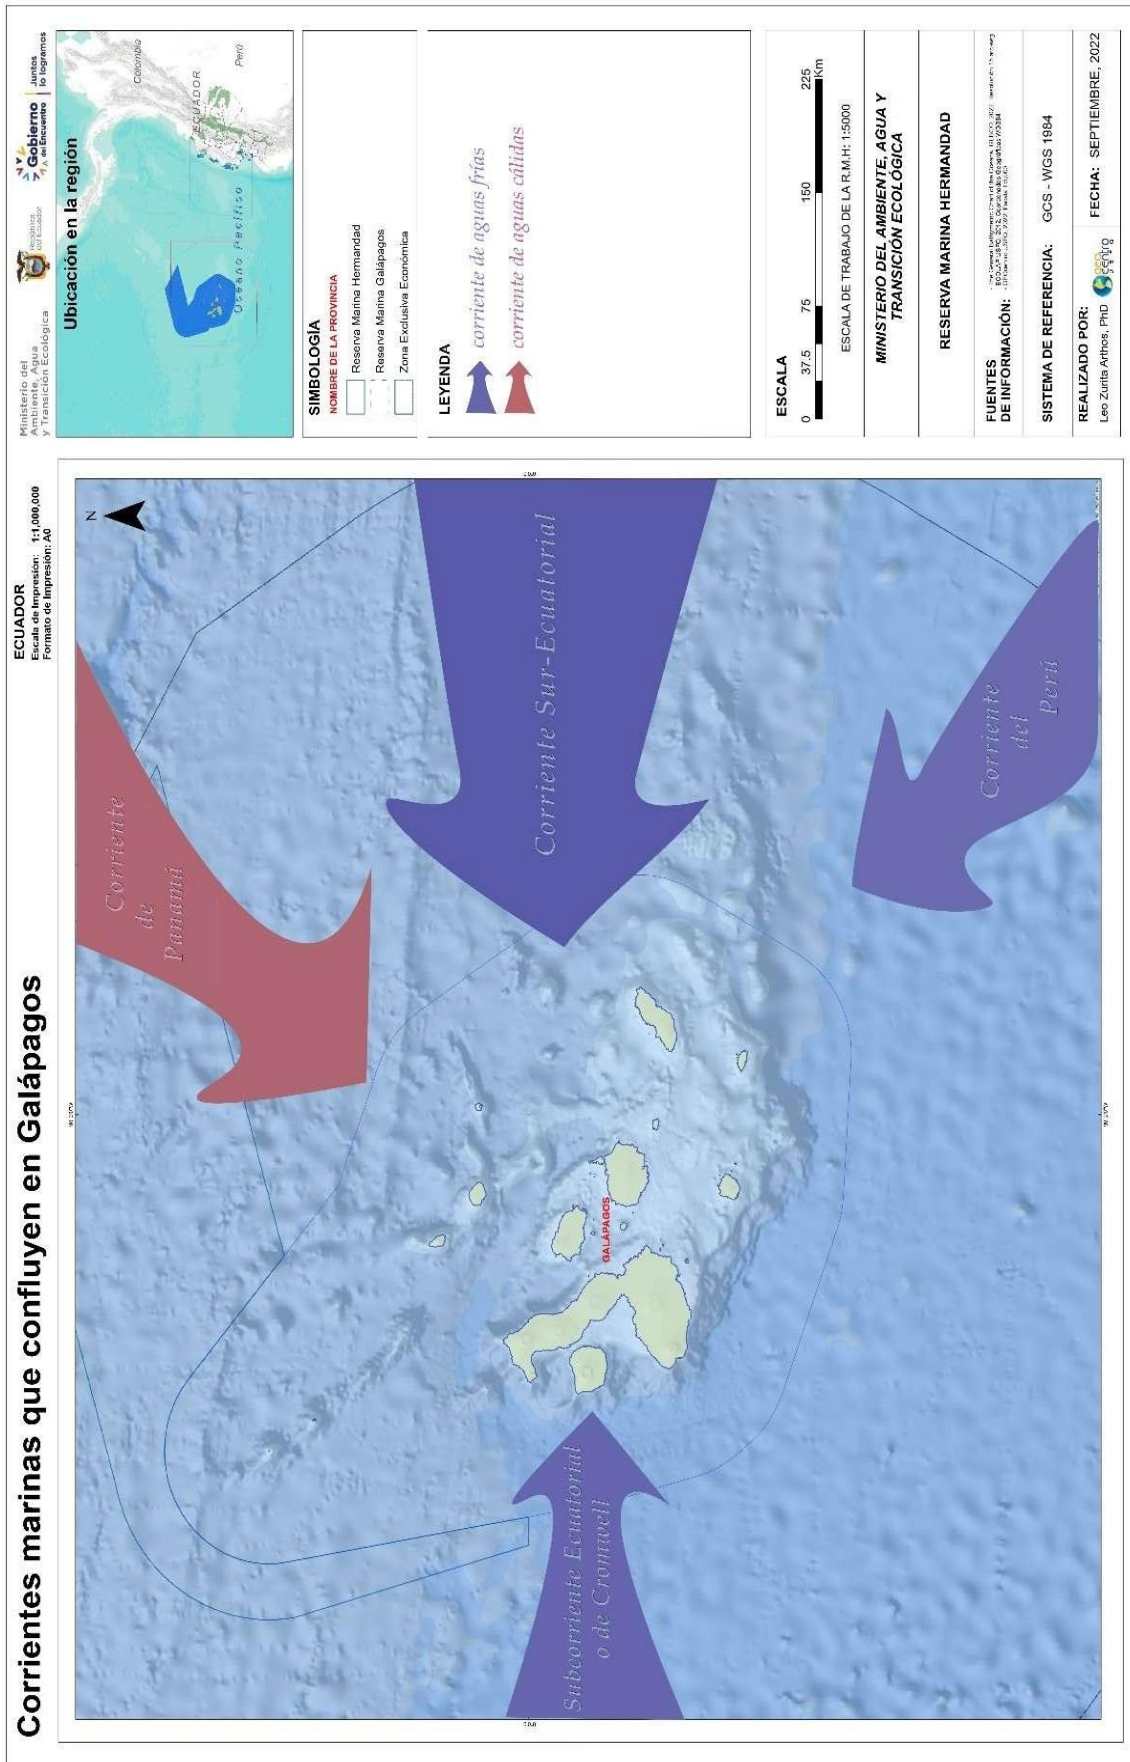 Corrientes marinas que confluyen en Galápagos
ECUADOR
Escala de Impresión: 1:1,000,000
Formato de Impresión: A0
N
Corriente
de
Panamá
Corriente Sur-Ecuatorial
Corriente
del
Perú
Subcorriente Ecuatorial
o de Cromwell
GALÁPAGOS
Ministerio del
Ambiente, Agua
y Transición Ecológica
República
del Ecuador
Gobierno
del Encuentro
Juntos
lo logramos
Ubicación en la región
Colombia
ECUADOR
Perú
Océano Pacífico
SIMBOLOGÍA
NOMBRE DE LA PROVINCIA
Reserva Marina Hermandad
Reserva Marina Galápagos
Zona Exclusiva Económica
LEYENDA
corriente de aguas frías
corriente de aguas cálidas
ESCALA
0 37.5 75 150 225
Km
ESCALA DE TRABAJO DE LA R.M.H: 1:5000
MINISTERIO DEL AMBIENTE, AGUA Y
TRANSICIÓN ECOLÓGICA
RESERVA MARINA HERMANDAD
FUENTES
DE INFORMACIÓN:
SISTEMA DE REFERENCIA: GCS - WGS 1984
REALIZADO POR:
Leo Zurita Arthos, PhD
geo
centro
FECHA: SEPTIEMBRE, 2022